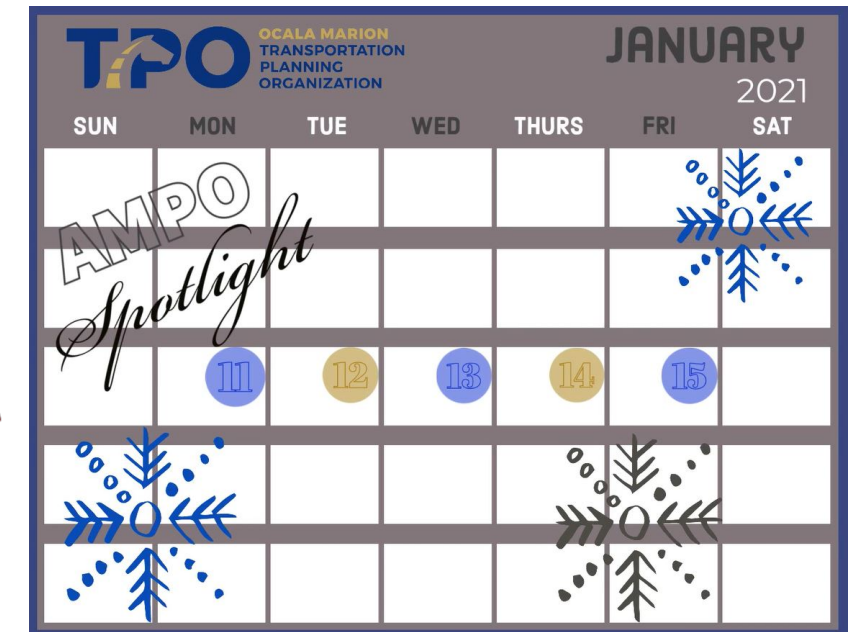 TPO
OCALA MARION
TRANSPORTATION
PLANNING
ORGANIZATION
JANUARY
2021
SUN MON TUE WED THURS FRI SAT
AMPO
Spotlight
11 12 13 14 15